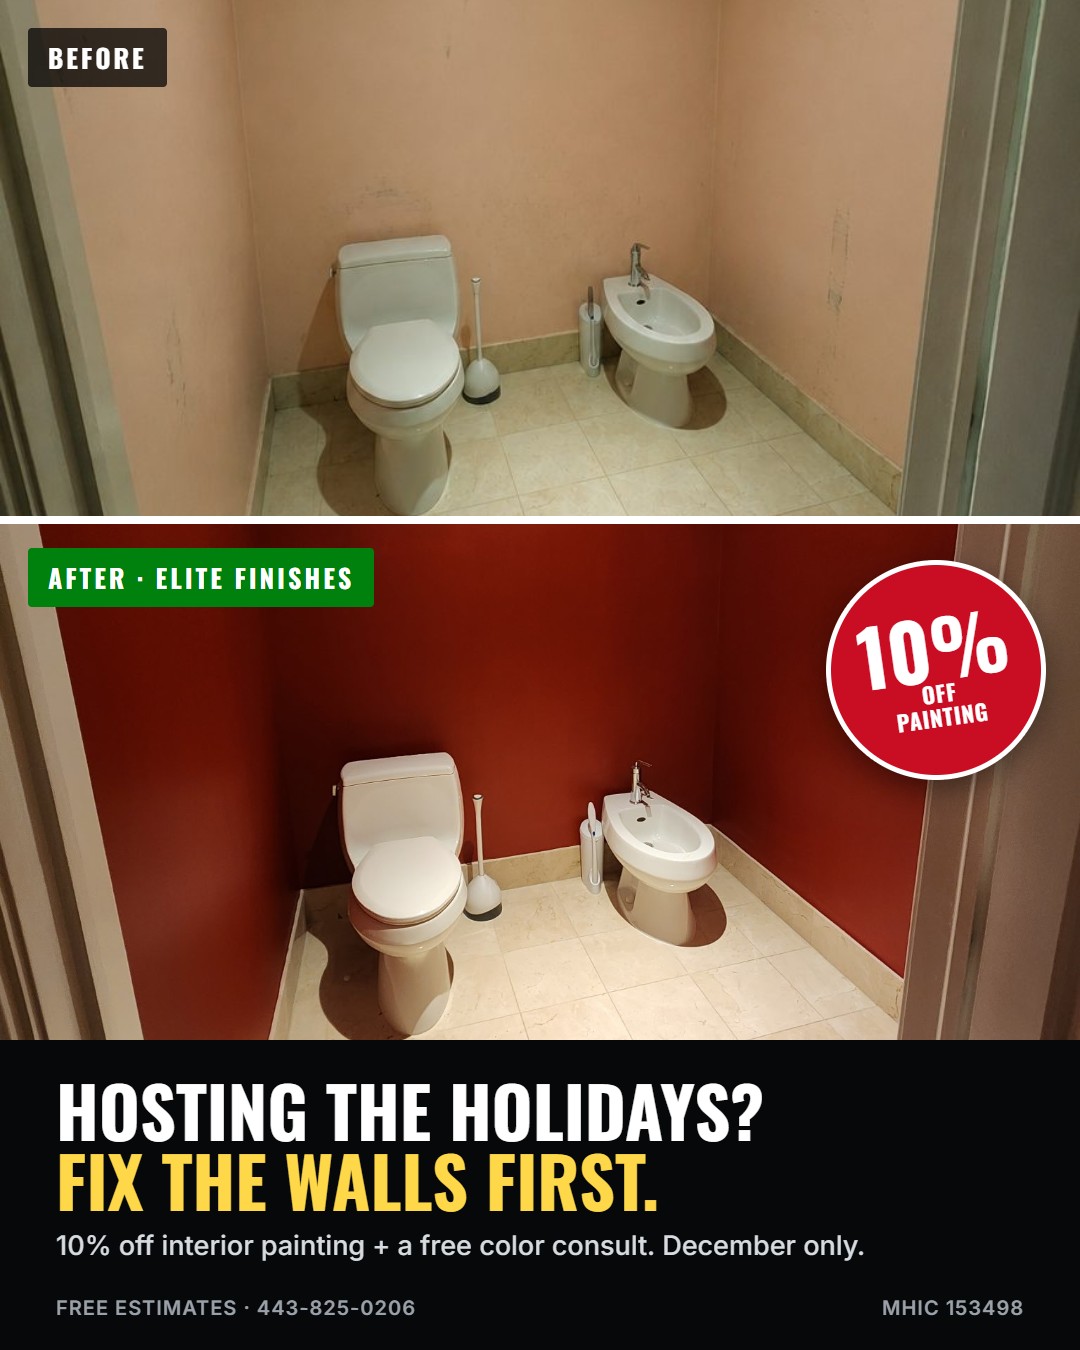 BEFORE
AFTER · ELITE FINISHES
10%
OFF
PAINTING
HOSTING THE HOLIDAYS?
FIX THE WALLS FIRST.
10% off interior painting + a free color consult. December only.
FREE ESTIMATES · 443-825-0206
MHIC 153498